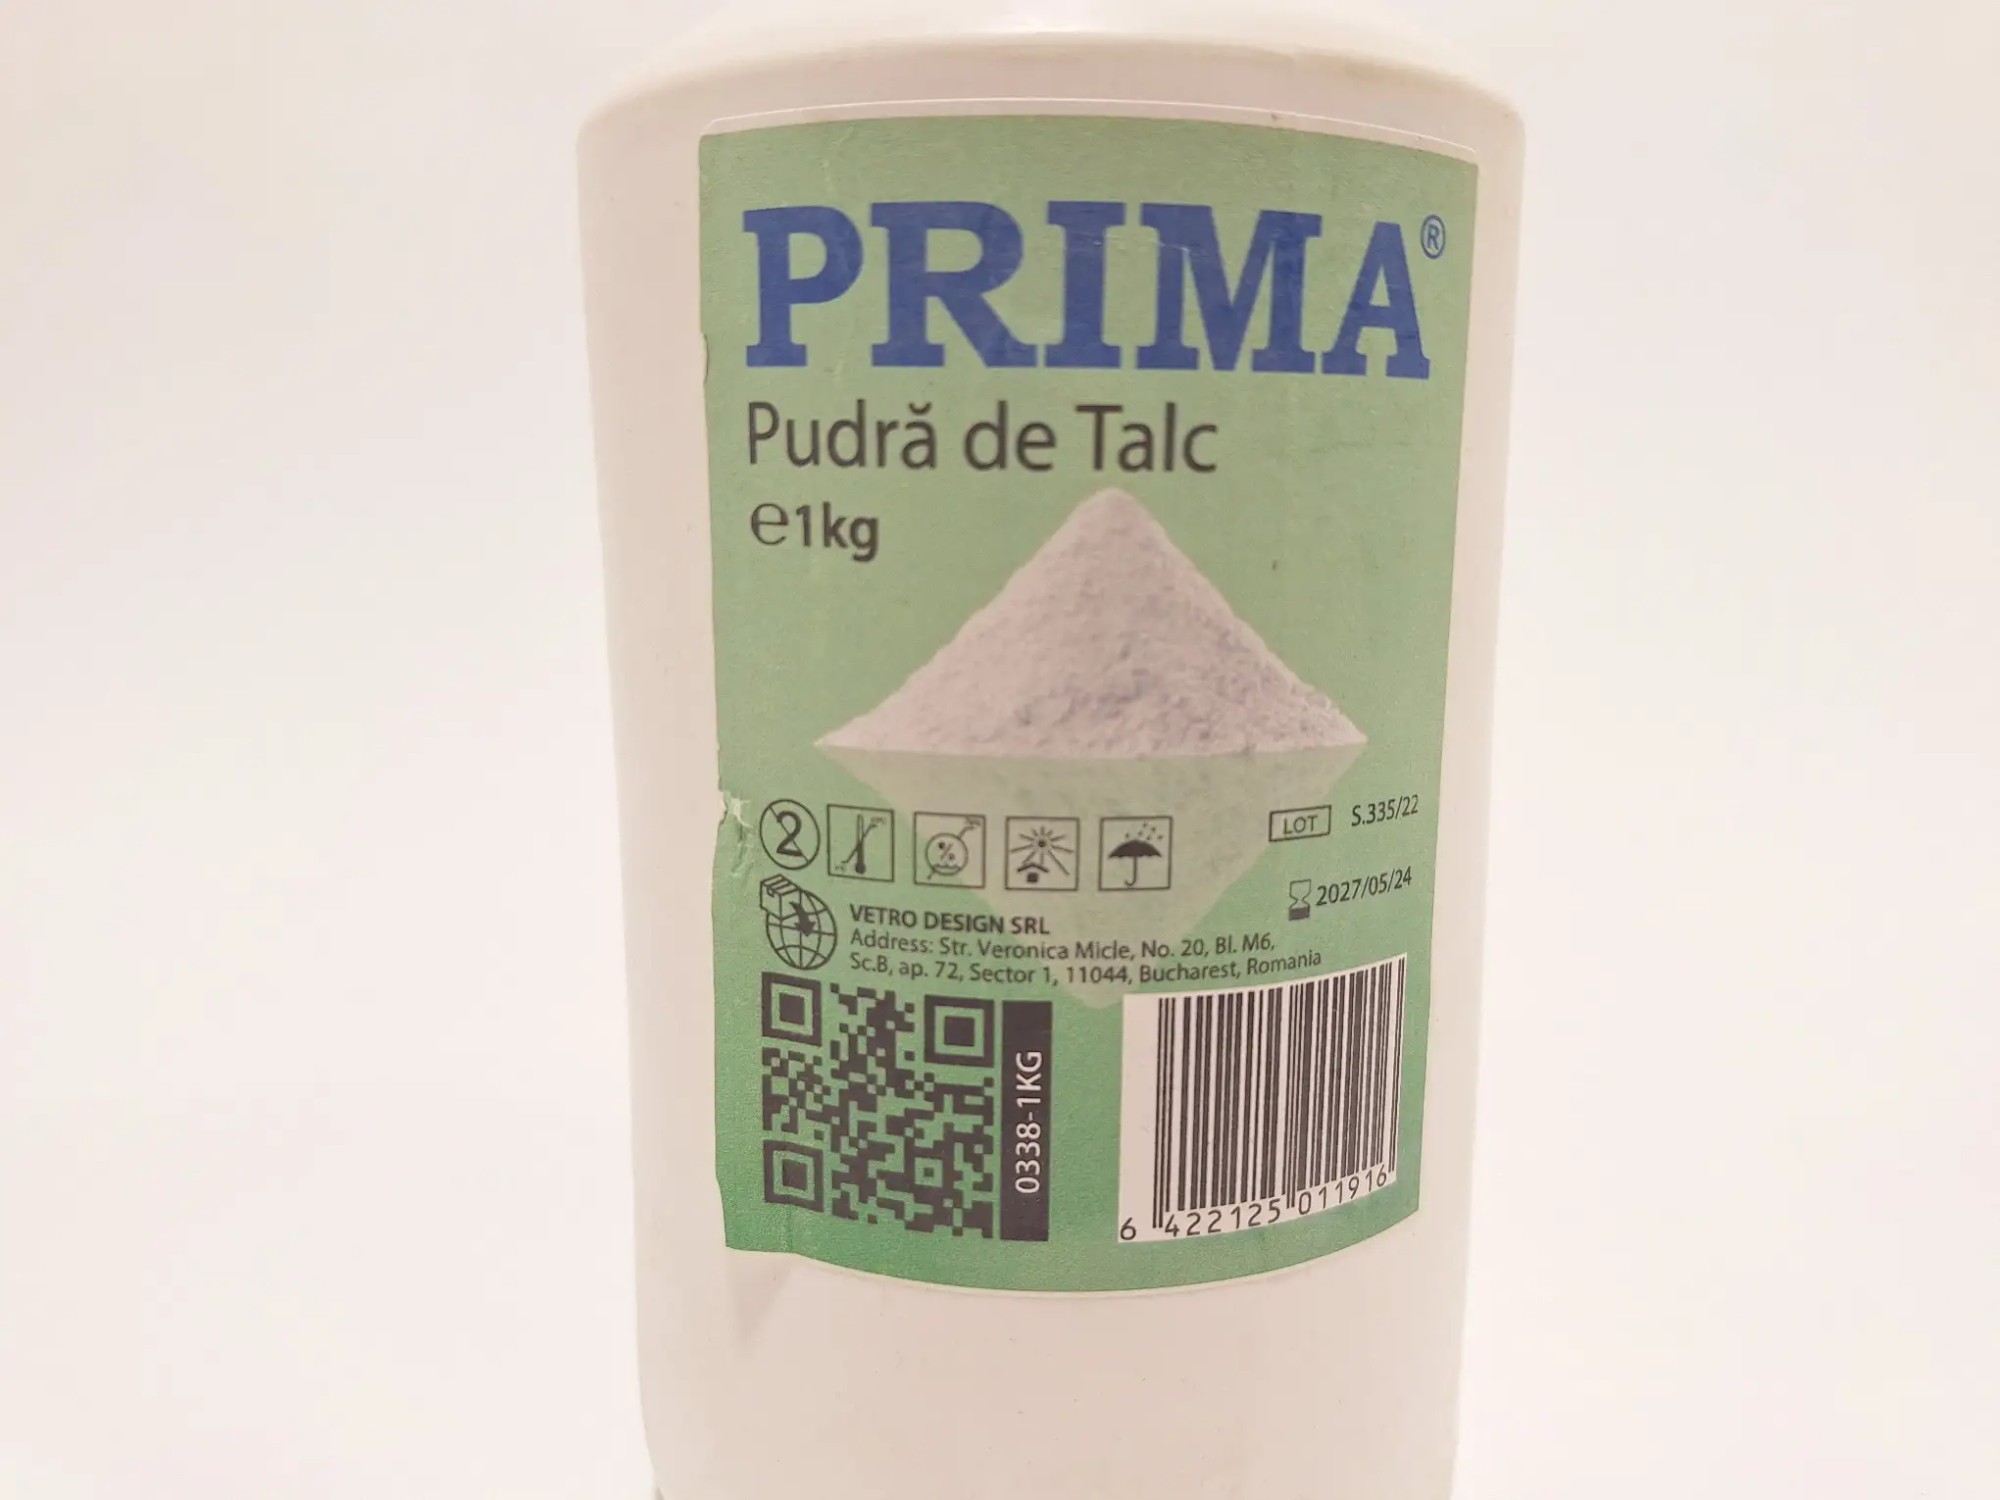 PRIMA®
Pudră de Talc
℮1kg
2
LOT S.335/22
2027/05/24
VETRO DESIGN SRL
Address: Str. Veronica Micle, No. 20, Bl. M6,
Sc.B, ap. 72, Sector 1, 11044, Bucharest, Romania
0338-1KG
6 422125 011916